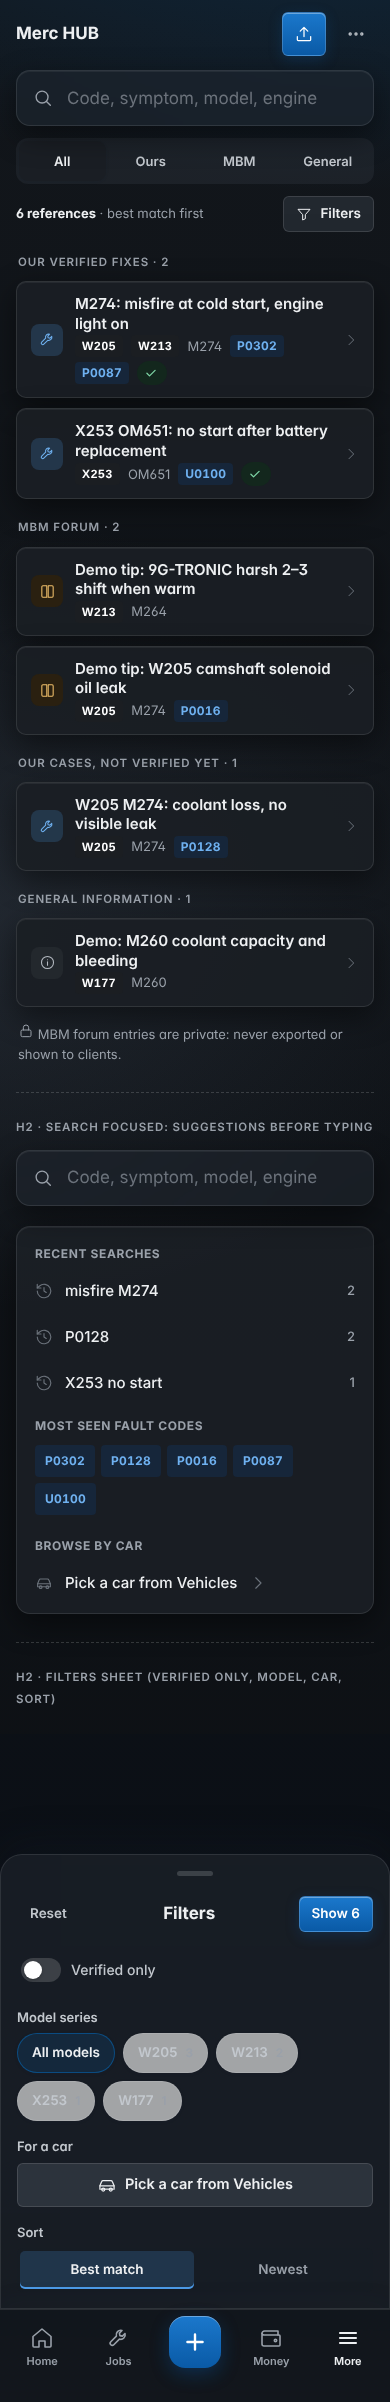 Merc HUB
Code, symptom, model, engine
All Ours MBM General
6 references · best match first Filters
OUR VERIFIED FIXES · 2
M274: misfire at cold start, engine
light on
W205 W213 M274 P0302
P0087
X253 OM651: no start after battery
replacement
X253 OM651 U0100
MBM FORUM · 2
Demo tip: 9G-TRONIC harsh 2–3
shift when warm
W213 M264
Demo tip: W205 camshaft solenoid
oil leak
W205 M274 P0016
OUR CASES, NOT VERIFIED YET · 1
W205 M274: coolant loss, no
visible leak
W205 M274 P0128
GENERAL INFORMATION · 1
Demo: M260 coolant capacity and
bleeding
W177 M260
MBM forum entries are private: never exported or
shown to clients.
H2 · SEARCH FOCUSED: SUGGESTIONS BEFORE TYPING
Code, symptom, model, engine
RECENT SEARCHES
misfire M274 2
P0128 2
X253 no start 1
MOST SEEN FAULT CODES
P0302 P0128 P0016 P0087
U0100
BROWSE BY CAR
Pick a car from Vehicles
H2 · FILTERS SHEET (VERIFIED ONLY, MODEL, CAR,
SORT)
Reset Filters Show 6
Verified only
Model series
All models W205 W213
X253 W177
For a car
Pick a car from Vehicles
Sort
Best match Newest
Home Jobs Money More